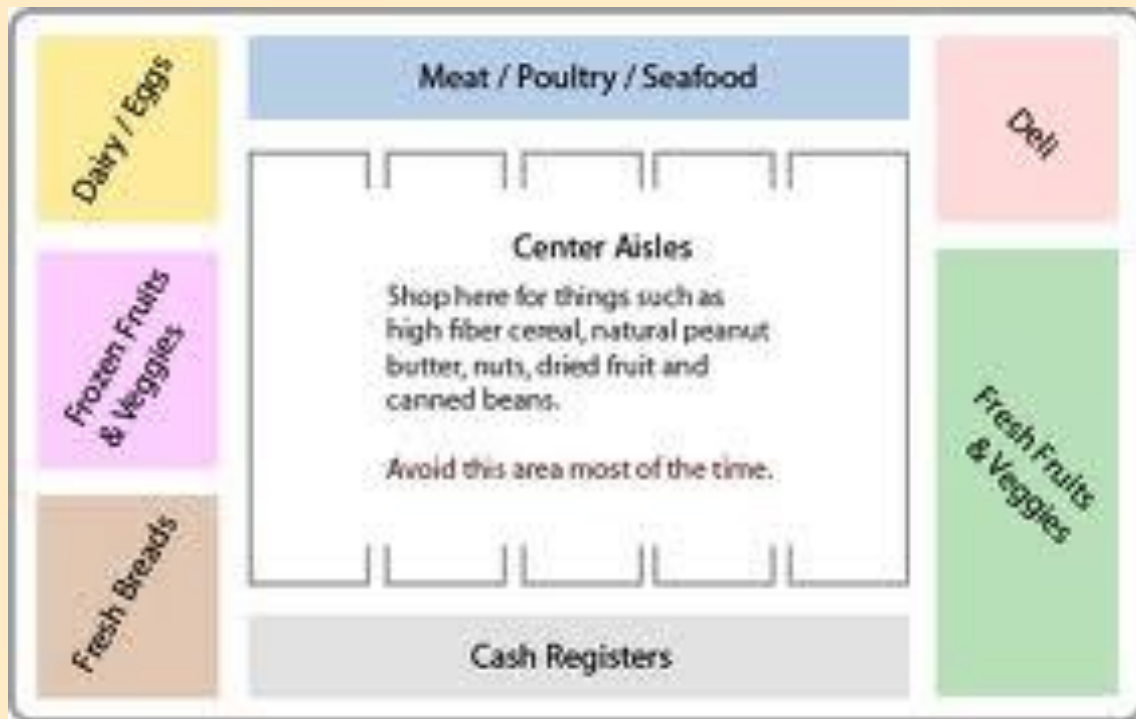 Dairy / Eggs
Meat / Poultry / Seafood
Deli
Center Aisles
Shop here for things such as
high fiber cereal, natural peanut
butter, nuts, dried fruit and
canned beans.
Avoid this area most of the time.
Frozen Fruits
& Veggies
Fresh Fruits
& Veggies
Fresh Breads
Cash Registers